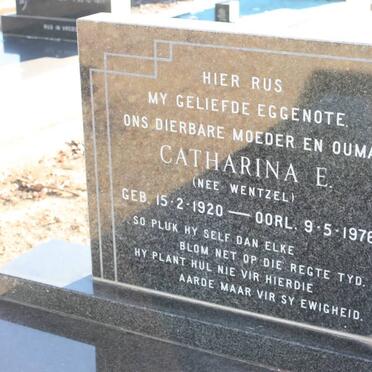 HIER RUS
MY GELIEFDE EGGENOTE.
ONS DIERBARE MOEDER EN OUMA
CATHARINA E.
(NEE WENTZEL)
GEB. 15-2-1920 — OORL. 9-5-1976
SO PLUK HY SELF DAN ELKE
BLOM NET OP DIE REGTE TYD.
HY PLANT HUL NIE VIR HIERDIE
AARDE MAAR VIR SY EWIGHEID.